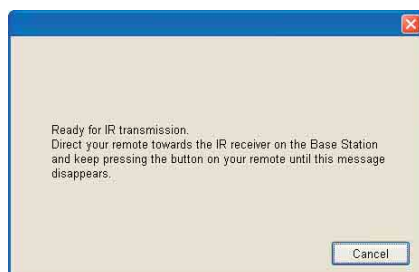 Ready for IR transmission.
Direct your remote towards the IR receiver on the Base Station
and keep pressing the button on your remote until this message
disappears.
Cancel